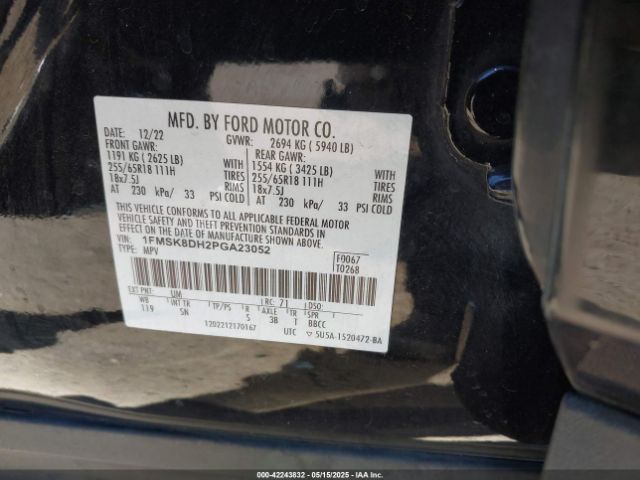 MFD. BY FORD MOTOR CO.
DATE: 12/22 GVWR: 2694 KG ( 5940 LB)
FRONT GAWR: REAR GAWR:
1191 KG ( 2625 LB) WITH 1554 KG ( 3425 LB) WITH
255/65R18 111H TIRES 255/65R18 111H TIRES
18x7.5J RIMS 18x7.5J RIMS
AT 230 kPa/ 33 PSI COLD AT 230 kPa/ 33 PSI COLD
THIS VEHICLE CONFORMS TO ALL APPLICABLE FEDERAL MOTOR
VEHICLE SAFETY AND THEFT PREVENTION STANDARDS IN
EFFECT ON THE DATE OF MANUFACTURE SHOWN ABOVE.
VIN: 1FMSK8DH2PGA23052 F0067
TYPE: MPV T0268
EXT PNT: UM RC: 71 DSO:
WB INT TR TP/PS R AXLE TR SPR
119 SN 5 3B T BBCC
1202212170167 UTC ▽ 5U5A-1520472-BA
000-42243832 - 05/15/2025 - IAA Inc.